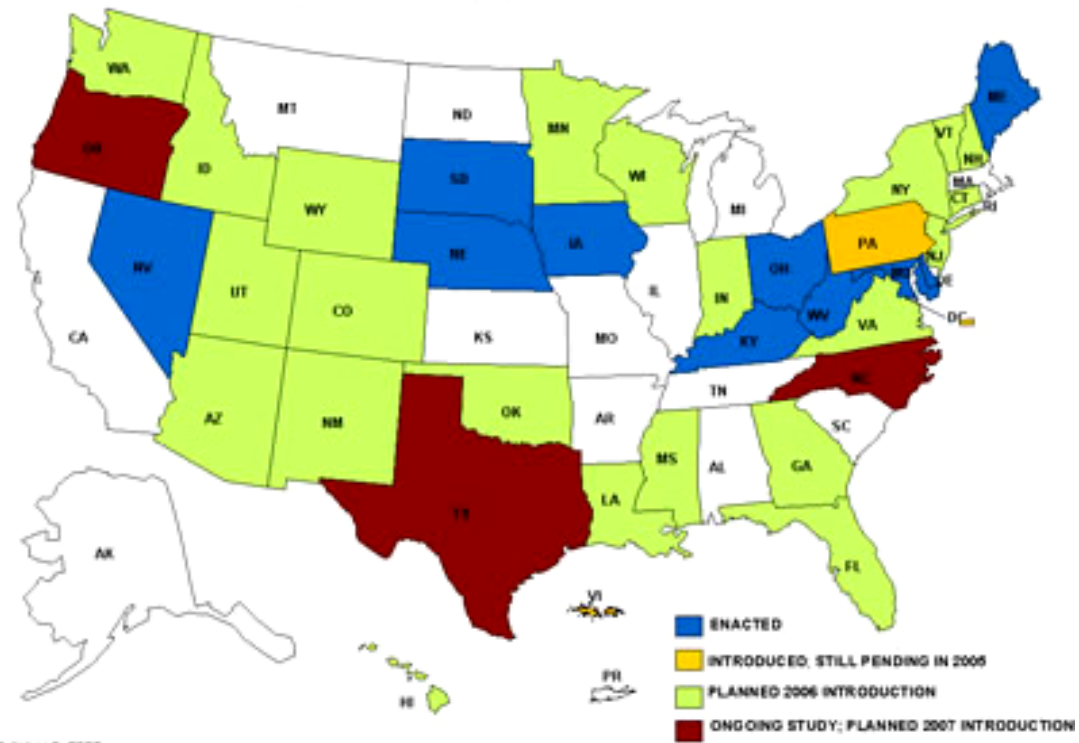 WA
MT
ND
MN
ME
OR
ID
SD
WI
VT
NH
WY
MI
NY
MA
CT
RI
NV
NE
IA
PA
UT
CO
IL
IN
OH
NJ
MD
DE
CA
KS
MO
KY
WV
VA
DC
AZ
NM
OK
AR
TN
NC
SC
TX
LA
MS
AL
GA
FL
AK
HI
VI
PR
ENACTED
INTRODUCED; STILL PENDING IN 2005
PLANNED 2006 INTRODUCTION
ONGOING STUDY; PLANNED 2007 INTRODUCTION